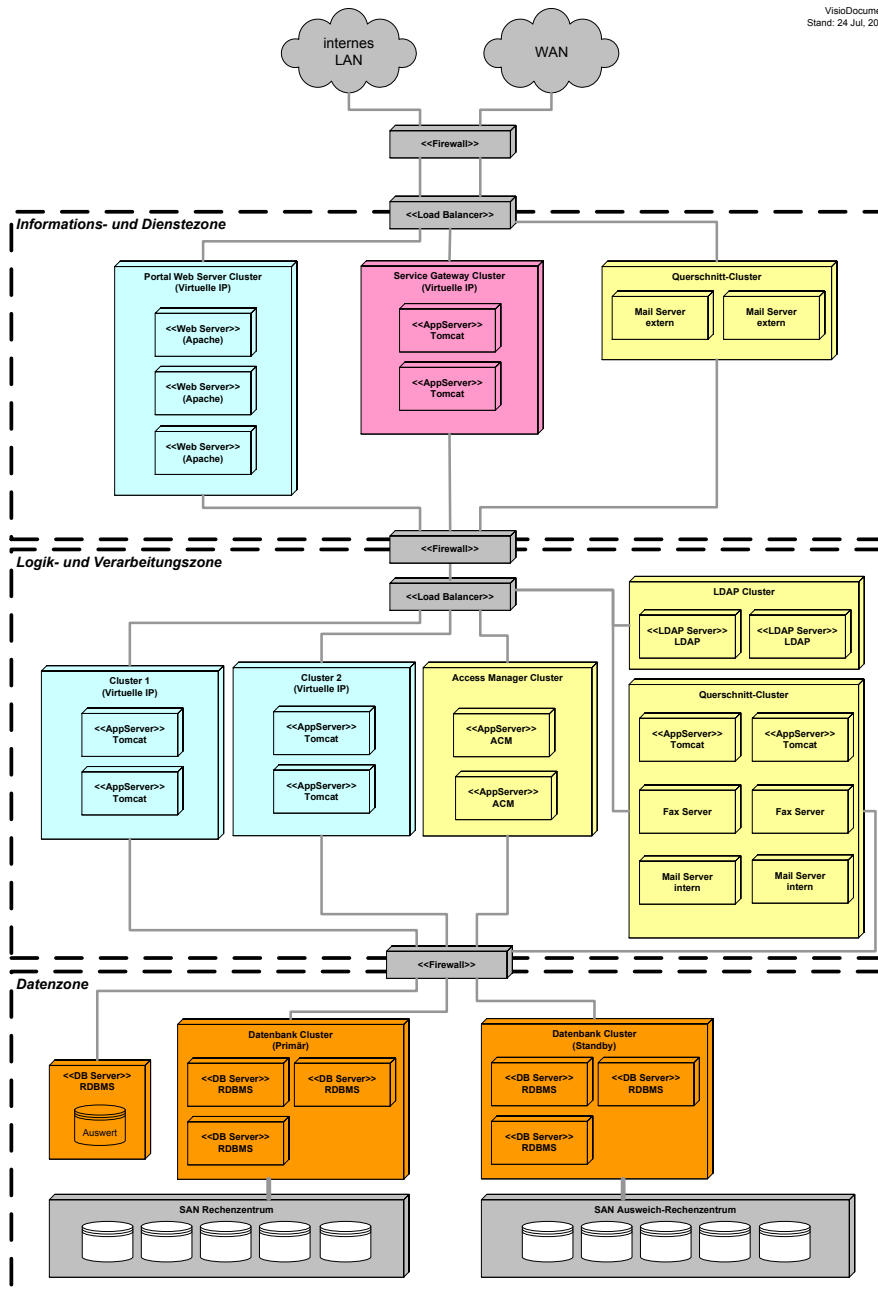 VisioDocume
Stand: 24 Jul, 20
internes
LAN
WAN
<<Firewall>>
<<Load Balancer>>
Informations- und Dienstezone
Portal Web Server Cluster
(Virtuelle IP)
<<Web Server>>
(Apache)
<<Web Server>>
(Apache)
<<Web Server>>
(Apache)
Service Gateway Cluster
(Virtuelle IP)
<<AppServer>>
Tomcat
<<AppServer>>
Tomcat
Querschnitt-Cluster
Mail Server
extern
Mail Server
extern
<<Firewall>>
Logik- und Verarbeitungszone
<<Load Balancer>>
LDAP Cluster
<<LDAP Server>>
LDAP
<<LDAP Server>>
LDAP
Cluster 1
(Virtuelle IP)
<<AppServer>>
Tomcat
<<AppServer>>
Tomcat
Cluster 2
(Virtuelle IP)
<<AppServer>>
Tomcat
<<AppServer>>
Tomcat
Access Manager Cluster
<<AppServer>>
ACM
<<AppServer>>
ACM
Querschnitt-Cluster
<<AppServer>>
Tomcat
<<AppServer>>
Tomcat
Fax Server
Fax Server
Mail Server
intern
Mail Server
intern
<<Firewall>>
Datenzone
<<DB Server>>
RDBMS
Auswert
Datenbank Cluster
(Primär)
<<DB Server>>
RDBMS
<<DB Server>>
RDBMS
<<DB Server>>
RDBMS
Datenbank Cluster
(Standby)
<<DB Server>>
RDBMS
<<DB Server>>
RDBMS
<<DB Server>>
RDBMS
SAN Rechenzentrum
SAN Ausweich-Rechenzentrum